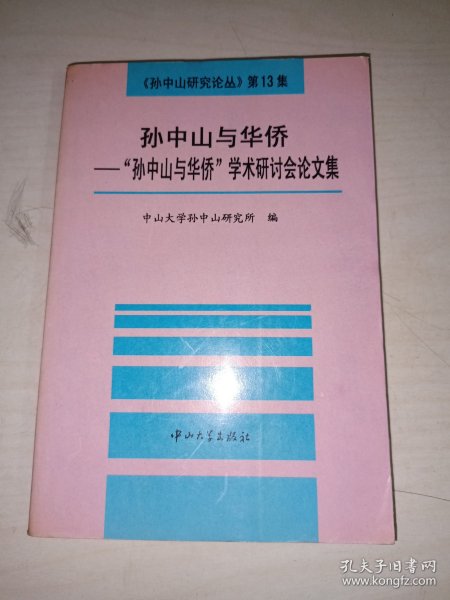 《孙中山研究论丛》第13集
孙中山与华侨
——“孙中山与华侨”学术研讨会论文集
中山大学孙中山研究所 编
中山大学出版社
孔夫子旧书网
www.kongfz.com